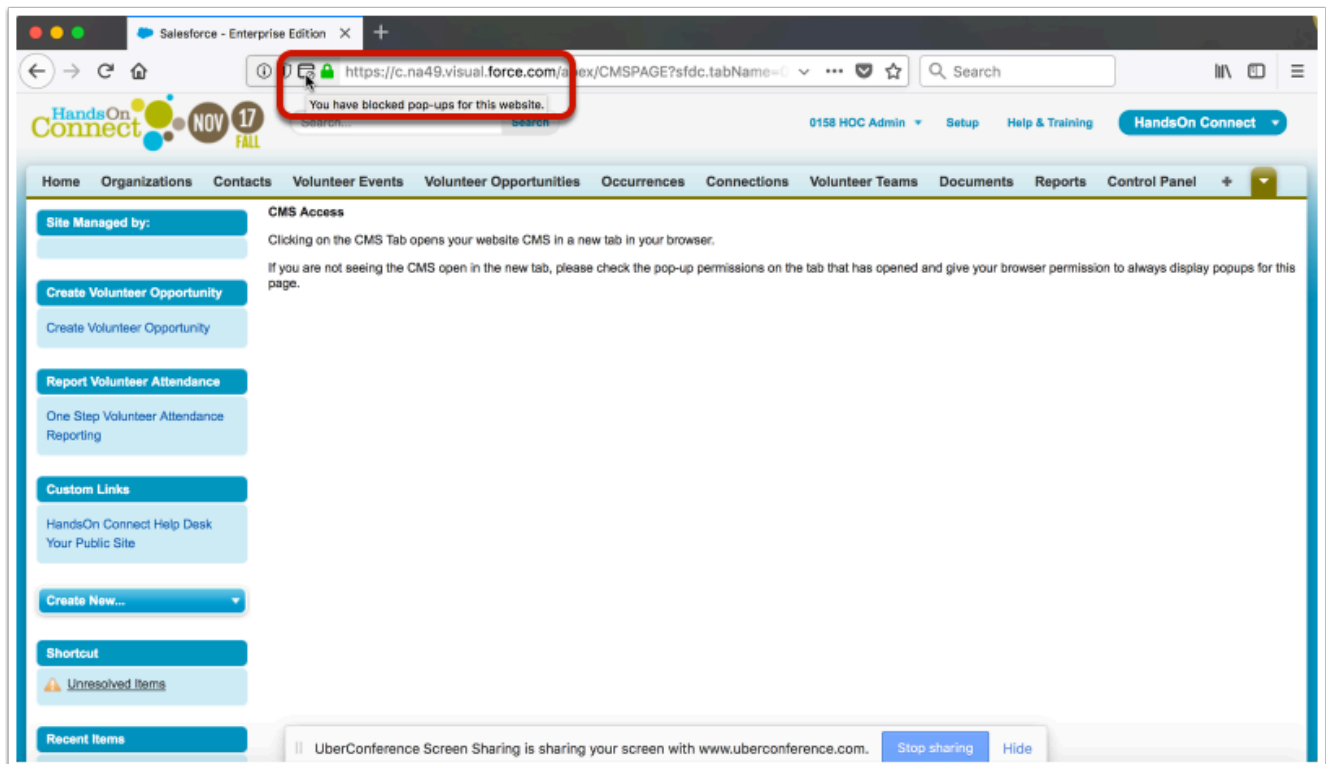 Salesforce - Enterprise Edition
https://c.na49.visual.force.com/apex/CMSPAGE?sfdc.tabName=
Search
You have blocked pop-ups for this website.
HandsOn
Connect
NOV
17
FALL
Search...
Search
0158 HOC Admin
Setup
Help & Training
HandsOn Connect
Home Organizations Contacts Volunteer Events Volunteer Opportunities Occurrences Connections Volunteer Teams Documents Reports Control Panel +
Site Managed by:
Create Volunteer Opportunity
Create Volunteer Opportunity
Report Volunteer Attendance
One Step Volunteer Attendance
Reporting
Custom Links
HandsOn Connect Help Desk
Your Public Site
Create New...
Shortcut
Unresolved Items
Recent Items
CMS Access
Clicking on the CMS Tab opens your website CMS in a new tab in your browser.
If you are not seeing the CMS open in the new tab, please check the pop-up permissions on the tab that has opened and give your browser permission to always display popups for this
page.
UberConference Screen Sharing is sharing your screen with www.uberconference.com.
Stop sharing
Hide